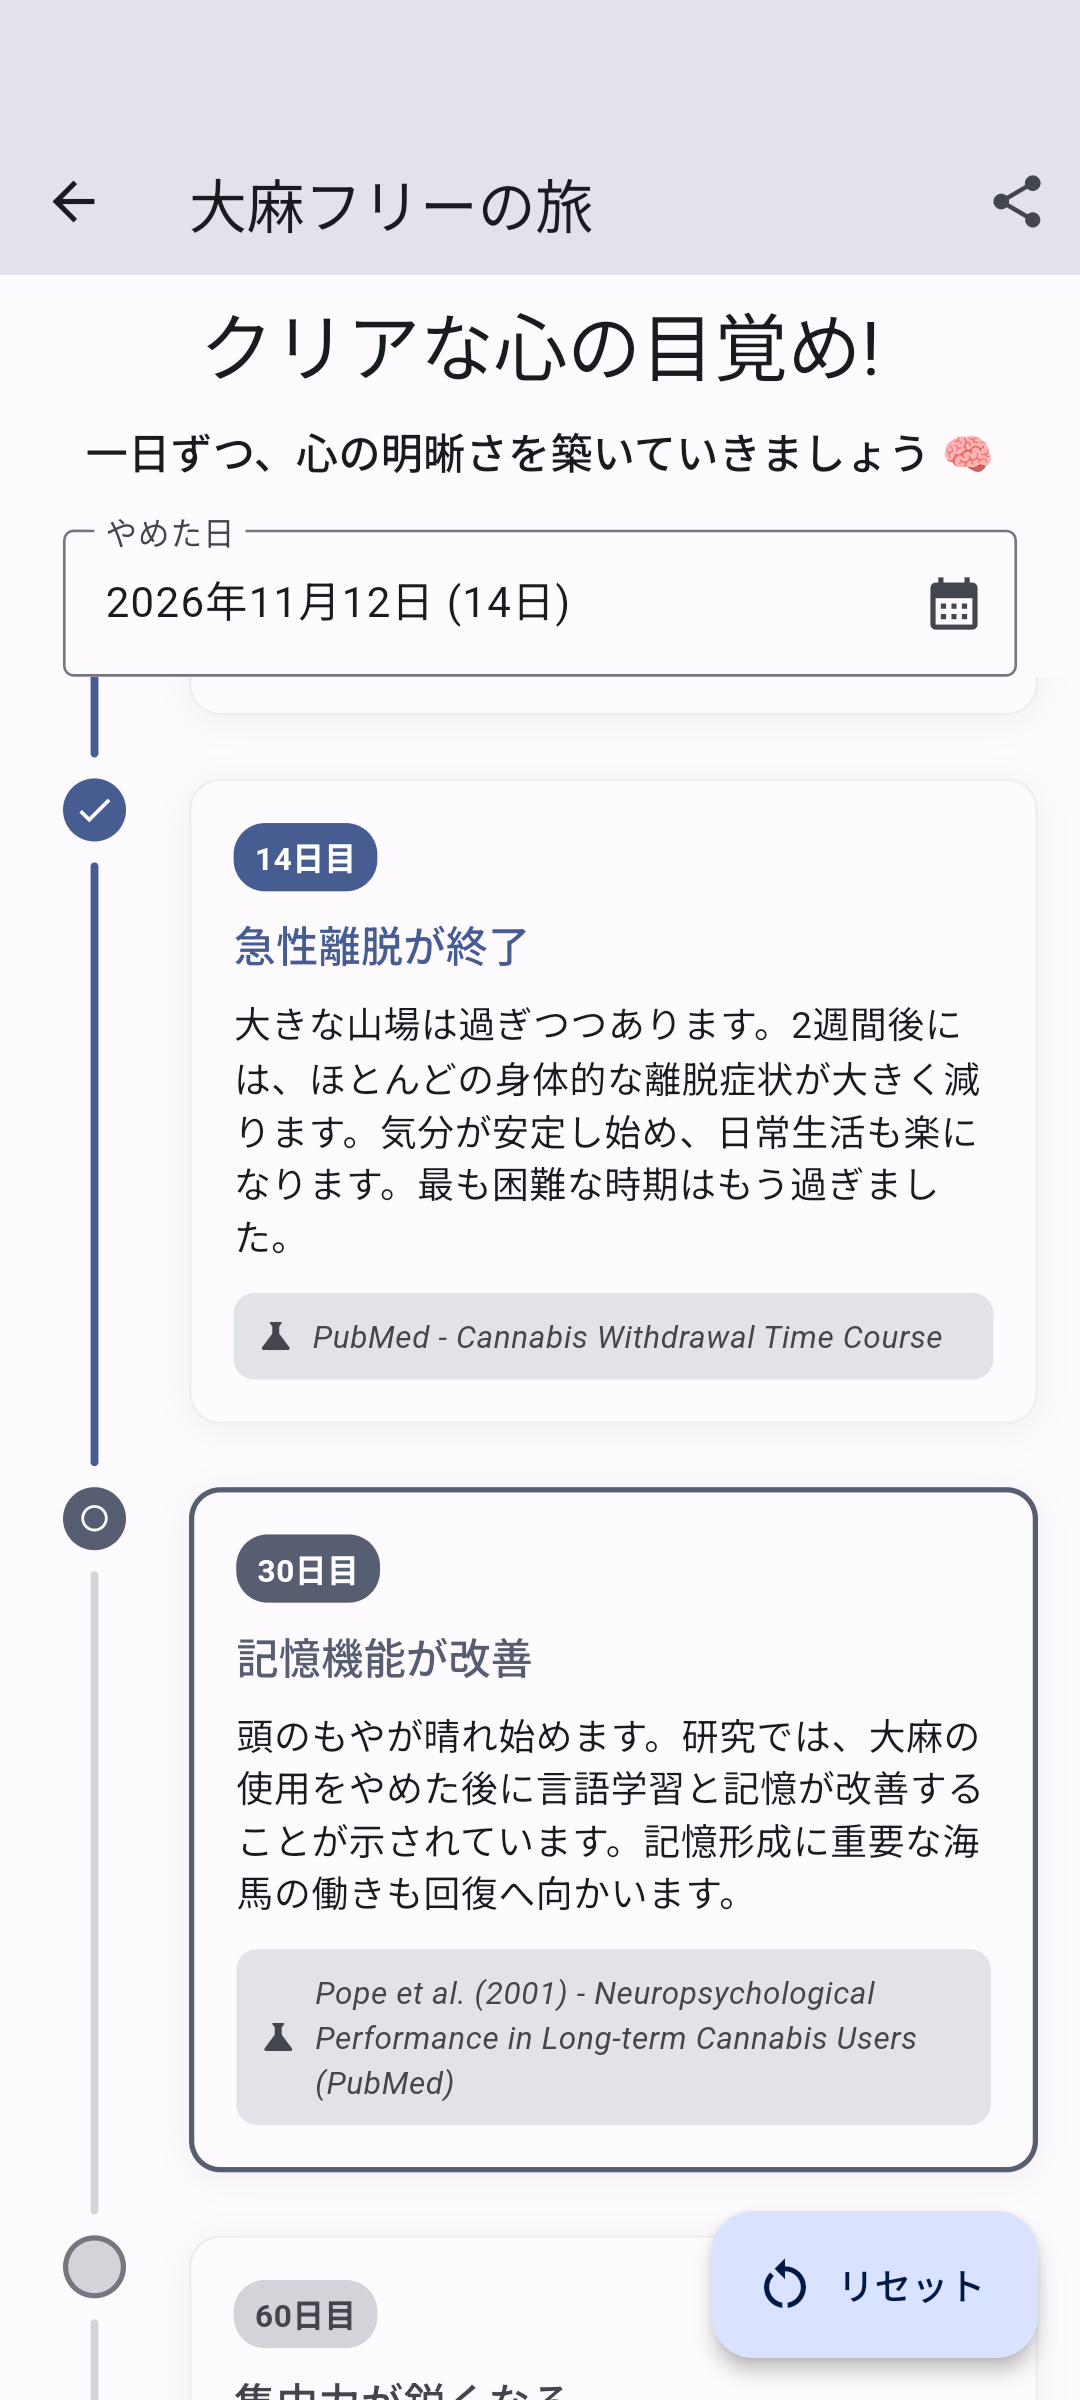 大麻フリーの旅
クリアな心の目覚め!
一日ずつ、心の明晰さを築いていきましょう 🧠
やめた日
2026年11月12日 (14日)
14日目
急性離脱が終了
大きな山場は過ぎつつあります。2週間後に
は、ほとんどの身体的な離脱症状が大きく減
ります。気分が安定し始め、日常生活も楽に
なります。最も困難な時期はもう過ぎまし
た。
PubMed - Cannabis Withdrawal Time Course
30日目
記憶機能が改善
頭のもやが晴れ始めます。研究では、大麻の
使用をやめた後に言語学習と記憶が改善する
ことが示されています。記憶形成に重要な海
馬の働きも回復へ向かいます。
Pope et al. (2001) - Neuropsychological
Performance in Long-term Cannabis Users
(PubMed)
60日目
集中力が鋭くなる
リセット